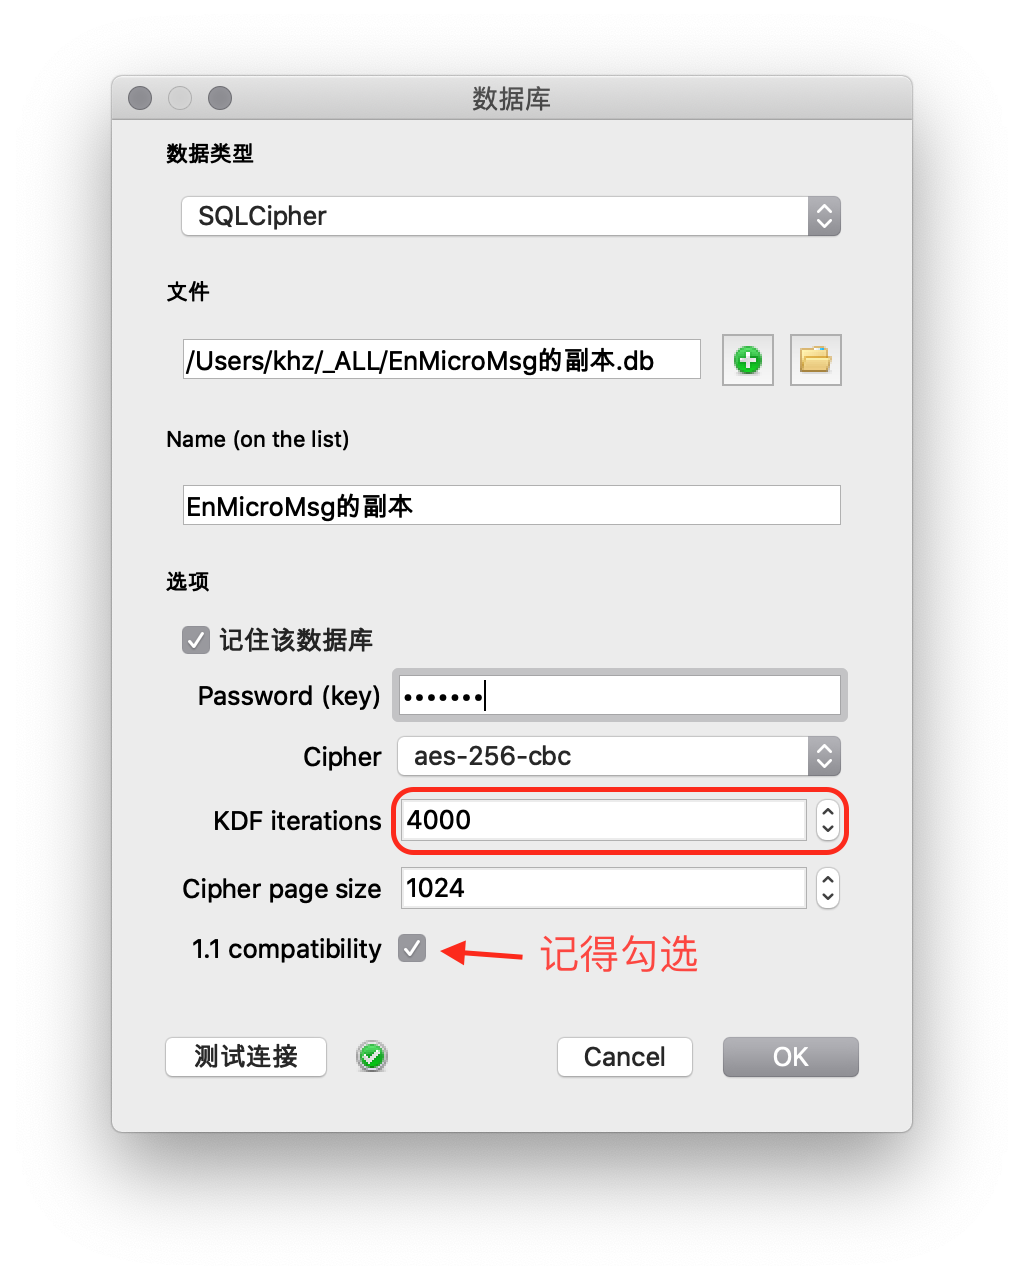 数据库
数据类型
SQLCipher
文件
/Users/khz/_ALL/EnMicroMsg的副本.db
Name (on the list)
EnMicroMsg的副本
选项
记住该数据库
Password (key) •••••••
Cipher aes-256-cbc
KDF iterations 4000
Cipher page size 1024
1.1 compatibility 记得勾选
测试连接 Cancel OK